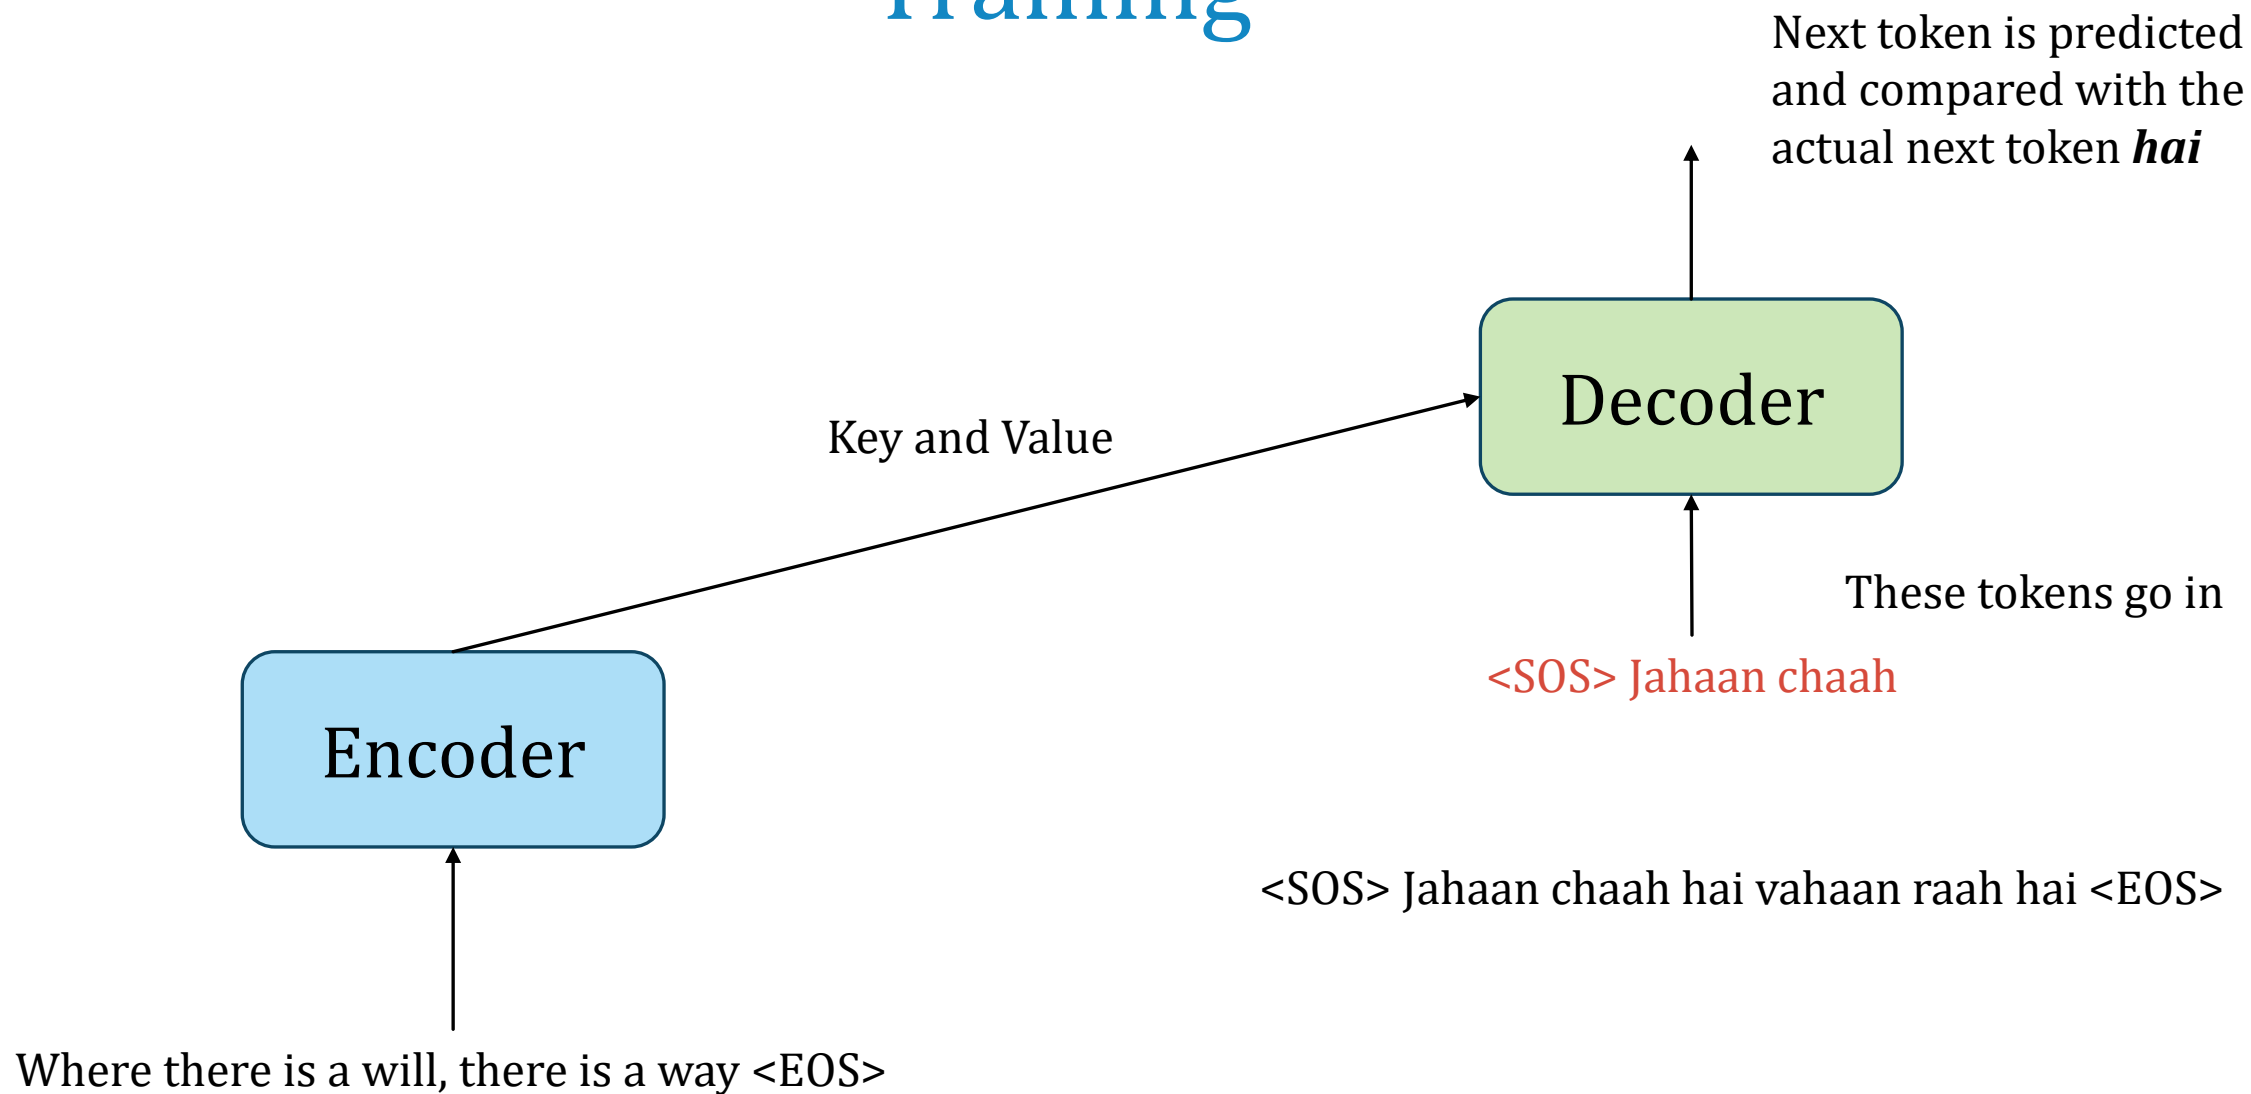 Training
Next token is predicted
and compared with the
actual next token hai
Decoder
Key and Value
These tokens go in
<SOS> Jahaan chaah
Encoder
<SOS> Jahaan chaah hai vahaan raah hai <EOS>
Where there is a will, there is a way <EOS>